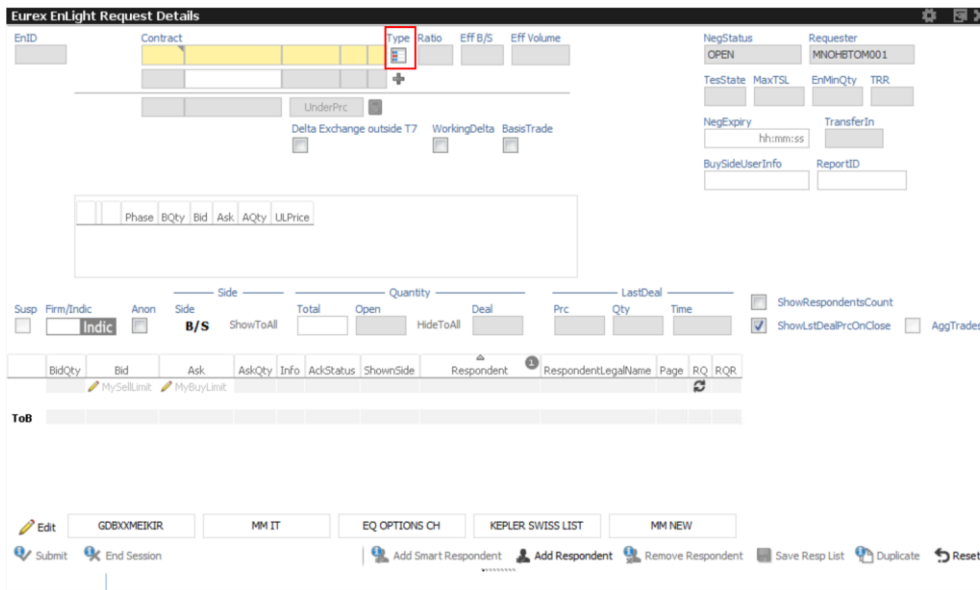 Eurex EnLight Request Details
EnID Contract Type Ratio Eff B/S Eff Volume NegStatus Requester
OPEN MNOHBTOM001
TesState MaxTSL EnMinQty TRR
UnderPrc
NegExpiry TransferIn
Delta Exchange outside T7 WorkingDelta BasisTrade
hh:mm:ss
BuySideUserInfo ReportID
Phase BQty Bid Ask AQty ULPrice
Side Quantity LastDeal
Susp Firm/Indic Anon Side Total Open Deal Prc Qty Time ShowRespondentsCount
Indic B/S ShowToAll HideToAll ShowLstDealPrcOnClose AggTrades
BidQty Bid Ask AskQty Info AckStatus ShownSide Respondent 1 RespondentLegalName Page RQ RQR
MySellLimit MyBuyLimit
ToB
Edit GDBXXMEIKIR MM IT EQ OPTIONS CH KEPLER SWISS LIST MM NEW
Submit End Session Add Smart Respondent Add Respondent Remove Respondent Save Resp List Duplicate Reset